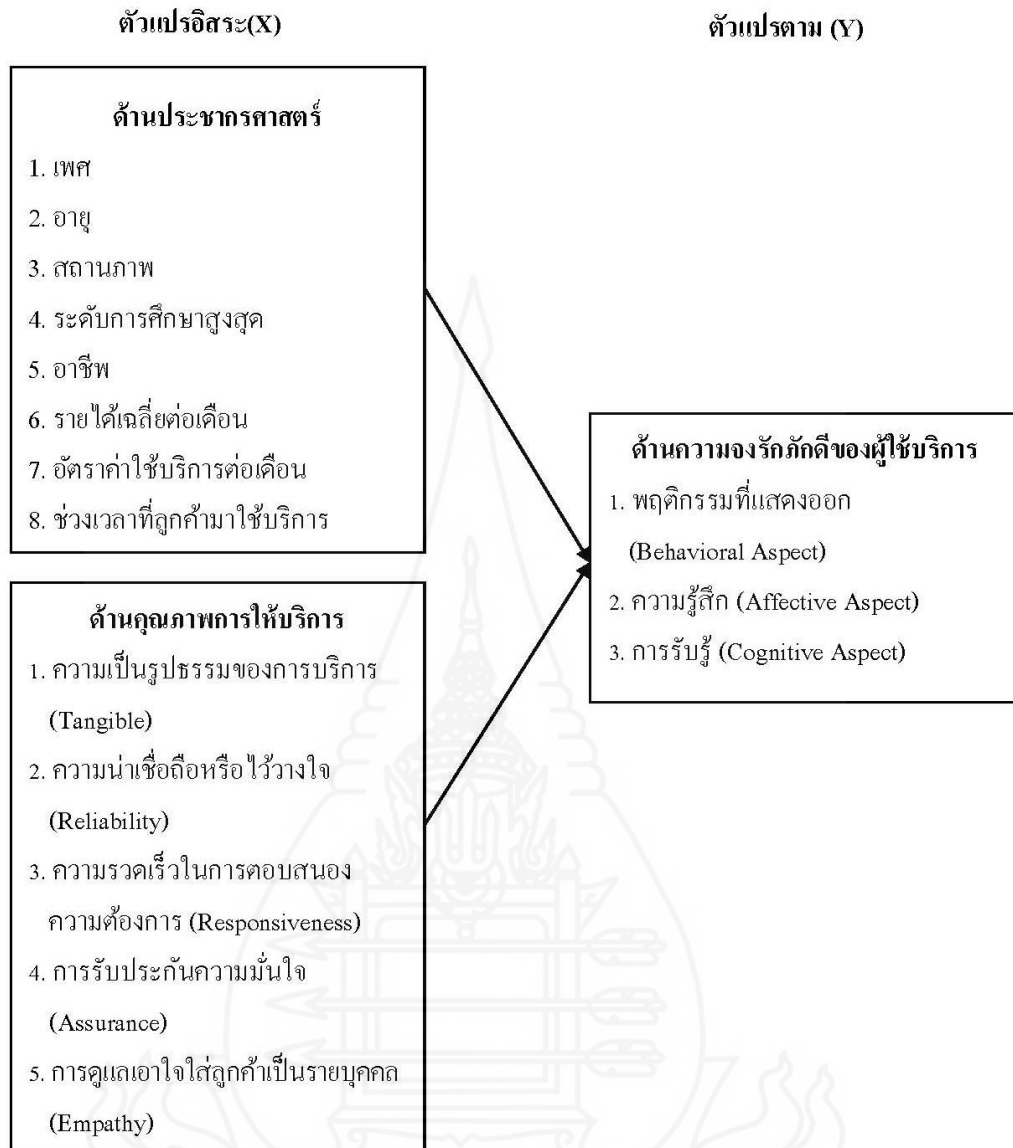 ตัวแปรอิสระ(X)
ตัวแปรตาม (Y)
ด้านประชากรศาสตร์
1. เพศ
2. อายุ
3. สถานภาพ
4. ระดับการศึกษาสูงสุด
5. อาชีพ
6. รายได้เฉลี่ยต่อเดือน
7. อัตราค่าใช้บริการต่อเดือน
8. ช่วงเวลาที่ลูกค้ามาใช้บริการ
ด้านคุณภาพการให้บริการ
1. ความเป็นรูปธรรมของการบริการ
(Tangible)
2. ความน่าเชื่อถือหรือไว้วางใจ
(Reliability)
3. ความรวดเร็วในการตอบสนอง
ความต้องการ (Responsiveness)
4. การรับประกันความมั่นใจ
(Assurance)
5. การดูแลเอาใจใส่ลูกค้าเป็นรายบุคคล
(Empathy)
ด้านความจงรักภักดีของผู้ใช้บริการ
1. พฤติกรรมที่แสดงออก
(Behavioral Aspect)
2. ความรู้สึก (Affective Aspect)
3. การรับรู้ (Cognitive Aspect)